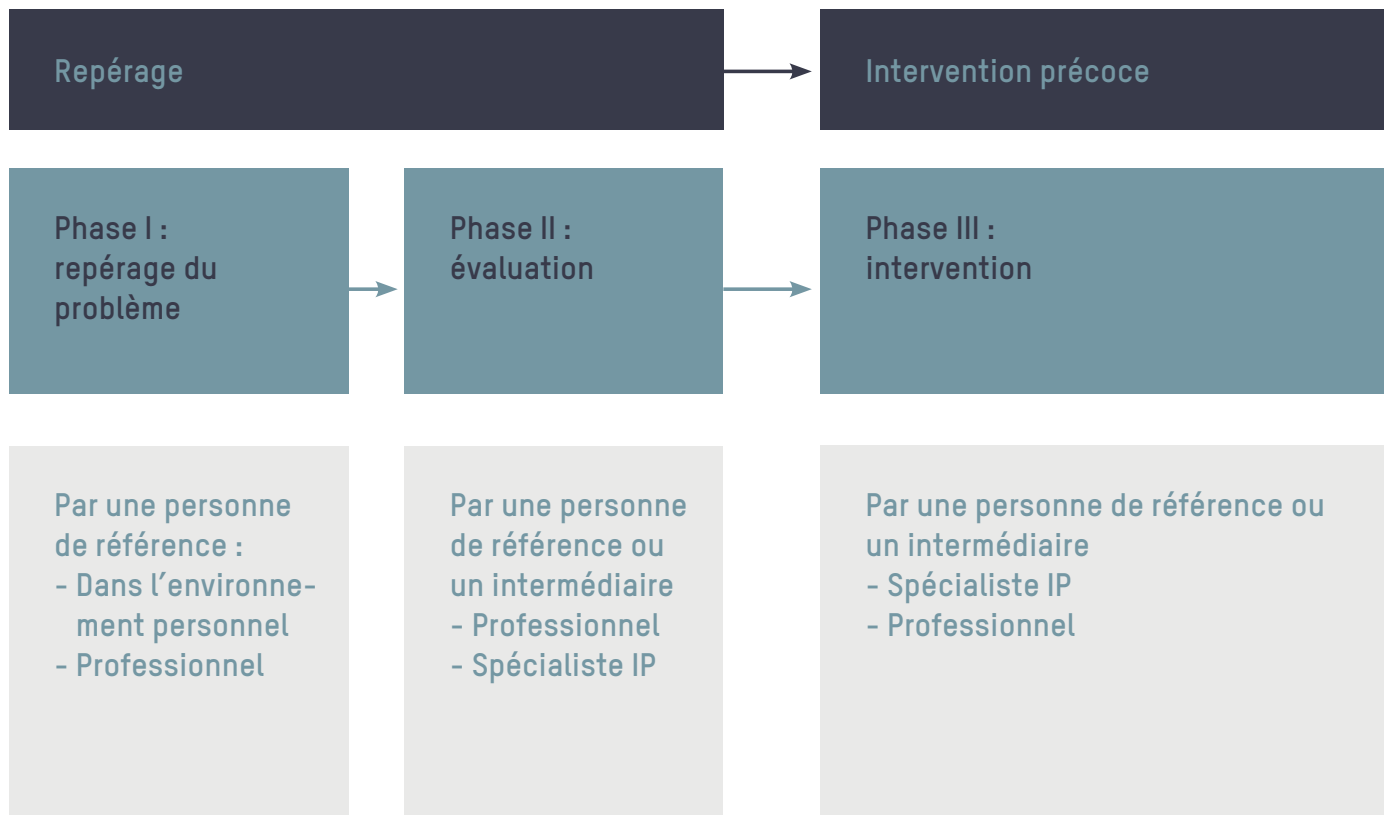 Repérage
Intervention précoce
Phase I :
repérage du
problème
Phase II :
évaluation
Phase III :
intervention
Par une personne
de référence :
- Dans l’environne-
ment personnel
- Professionnel
Par une personne
de référence ou
un intermédiaire
- Professionnel
- Spécialiste IP
Par une personne de référence ou
un intermédiaire
- Spécialiste IP
- Professionnel